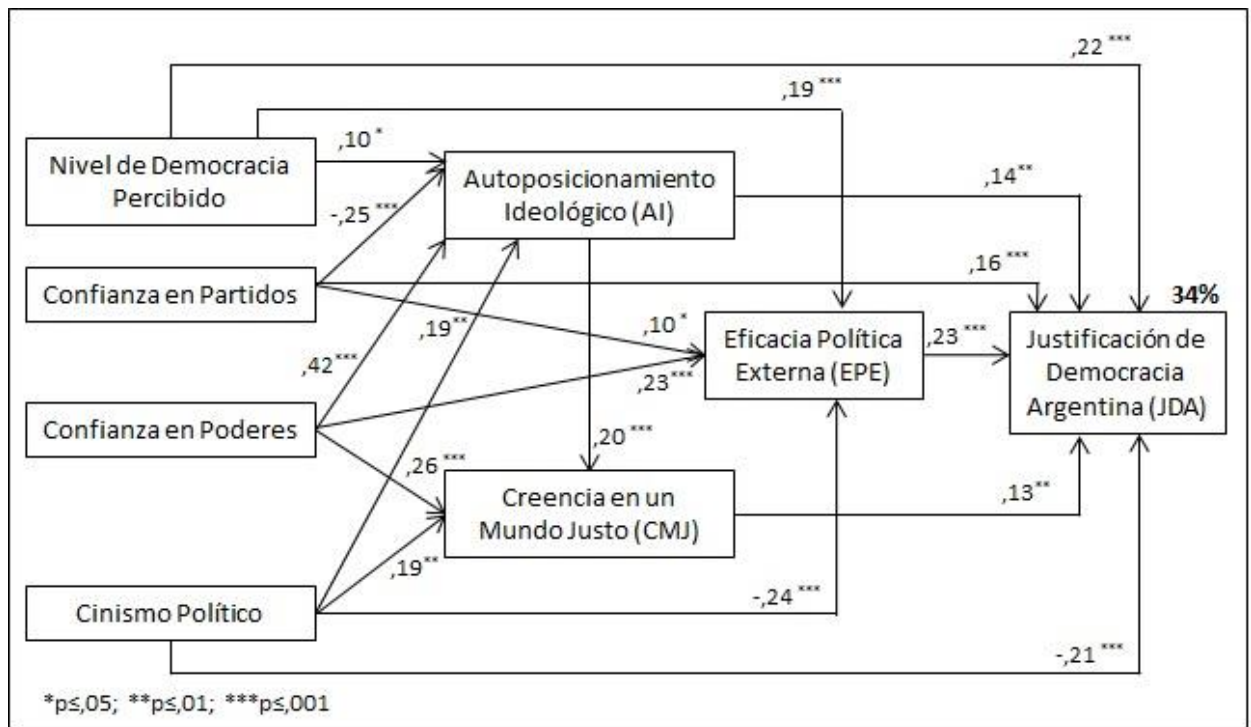 ,22 ***
,19 ***
Nivel de Democracia
Percibido
,10 *
-,25 ***
Autoposicionamiento
Ideológico (AI)
,14**
Confianza en Partidos
,16 ***
,19**
,10 *
34%
Eficacia Política
Externa (EPE)
,23 ***
Justificación de
Democracia
Argentina (JDA)
,42***
,23***
Confianza en Poderes
,26 ***
,20 ***
Creencia en un
Mundo Justo (CMJ)
,13**
,19**
Cinismo Político
-,24 ***
-,21 ***
*p≤,05; **p≤,01; ***p≤,001